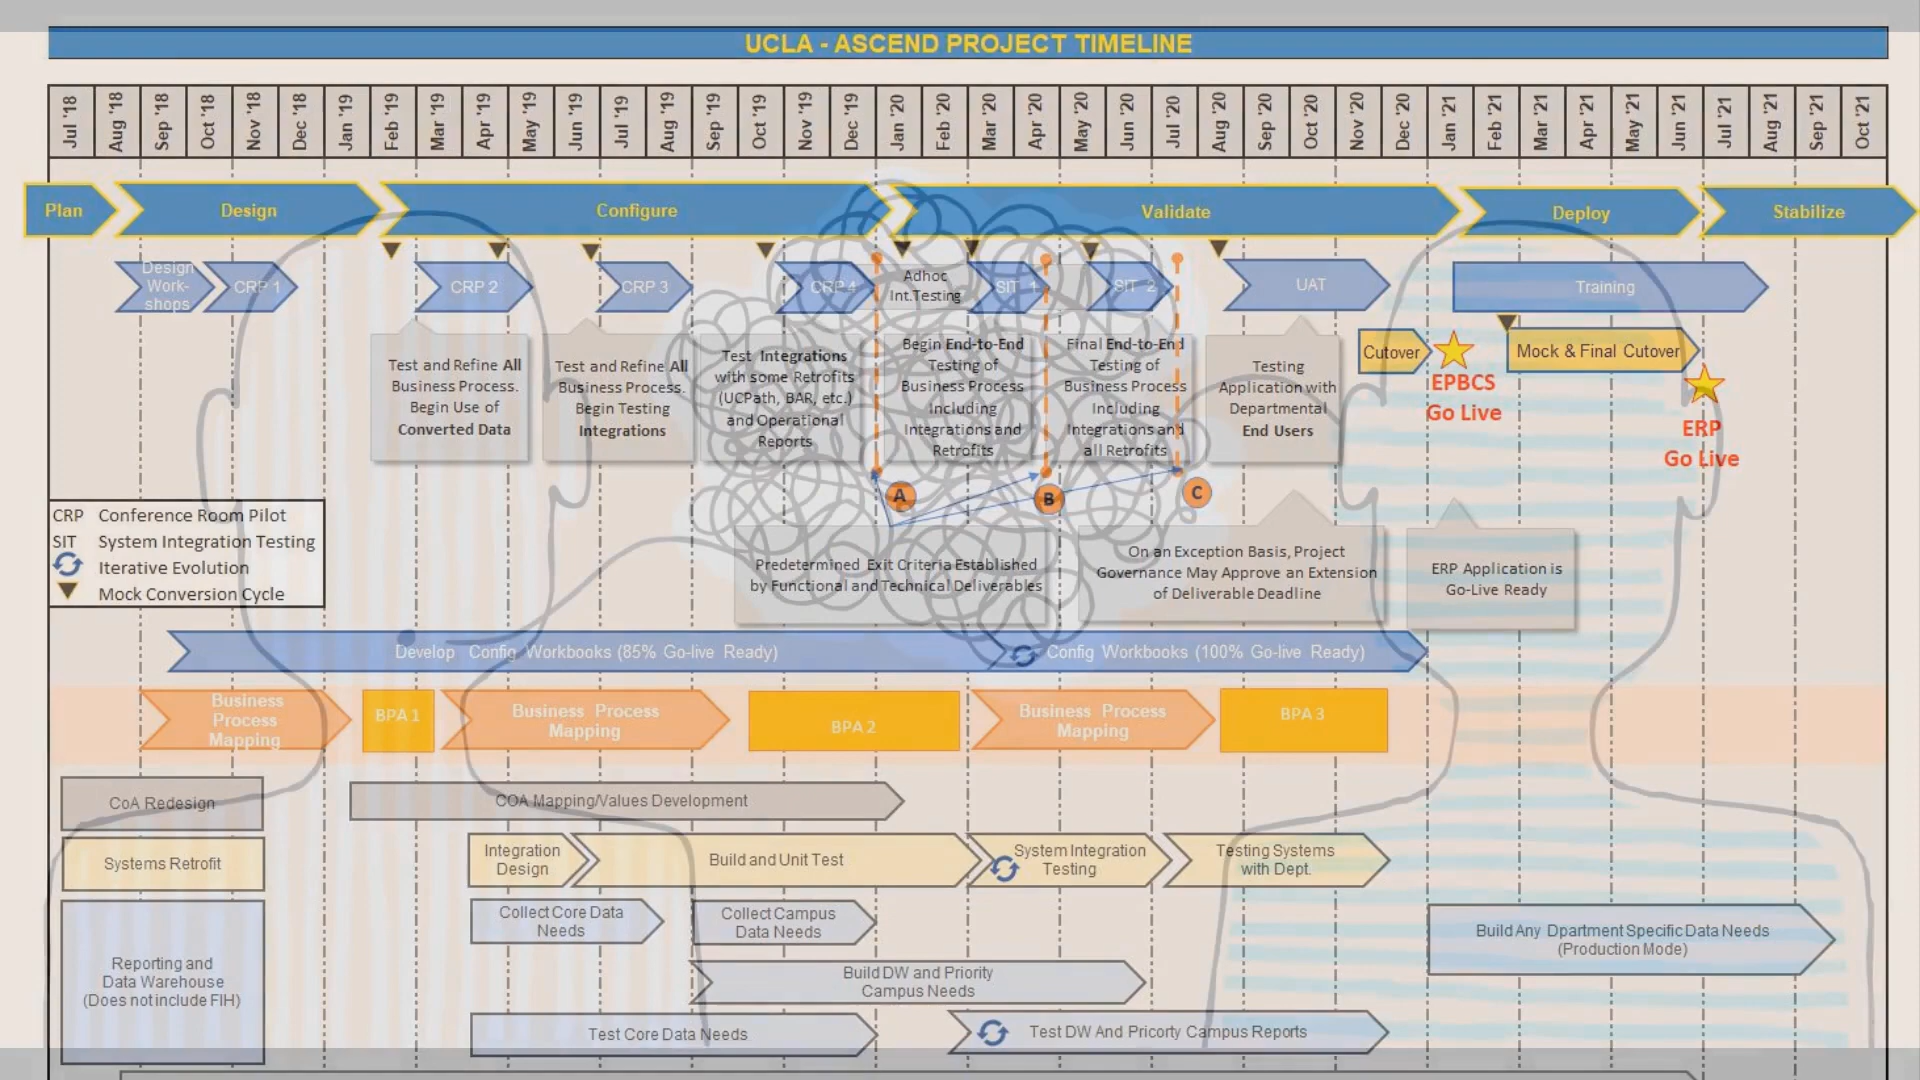 UCLA - ASCEND PROJECT TIMELINE
Jul '18
Aug '18
Sep '18
Oct '18
Nov '18
Dec '18
Jan '19
Feb '19
Mar '19
Apr '19
May '19
Jun '19
Jul '19
Aug '19
Sep '19
Oct '19
Nov '19
Dec '19
Jan '20
Feb '20
Mar '20
Apr '20
May '20
Jun '20
Jul '20
Aug '20
Sep '20
Oct '20
Nov '20
Dec '20
Jan '21
Feb '21
Mar '21
Apr '21
May '21
Jun '21
Jul '21
Aug '21
Sep '21
Oct '21
Plan
Design
Configure
Validate
Deploy
Stabilize
Design
Work-
shops
CRP 1
CRP 2
CRP 3
CRP 4
Adhoc
Int.Testing
SIT 1
SIT 2
UAT
Training
Cutover
Mock & Final Cutover
EPBCS
Go Live
ERP
Go Live
Test and Refine All
Business Process.
Begin Use of
Converted Data
Test and Refine All
Business Process.
Begin Testing
Integrations
Test Integrations
with some Retrofits
(UCPath, BAR, etc.)
and Operational
Reports
Begin End-to-End
Testing of
Business Process
Including
Integrations and
Retrofits
Final End-to-End
Testing of
Business Process
Including
Integrations and
all Retrofits
Testing
Application with
Departmental
End Users
A
B
C
CRP Conference Room Pilot
SIT System Integration Testing
Iterative Evolution
Mock Conversion Cycle
Predetermined Exit Criteria Established
by Functional and Technical Deliverables
On an Exception Basis, Project
Governance May Approve an Extension
of Deliverable Deadline
ERP Application is
Go-Live Ready
Develop Config Workbooks (85% Go-live Ready)
Config Workbooks (100% Go-live Ready)
Business
Process
Mapping
BPA 1
Business Process
Mapping
BPA 2
Business Process
Mapping
BPA 3
CoA Redesign
COA Mapping/Values Development
Systems Retrofit
Integration
Design
Build and Unit Test
System Integration
Testing
Testing Systems
with Dept.
Reporting and
Data Warehouse
(Does not include FIH)
Collect Core Data
Needs
Collect Campus
Data Needs
Build Any Dpartment Specific Data Needs
(Production Mode)
Build DW and Priority
Campus Needs
Test Core Data Needs
Test DW And Pricorty Campus Reports